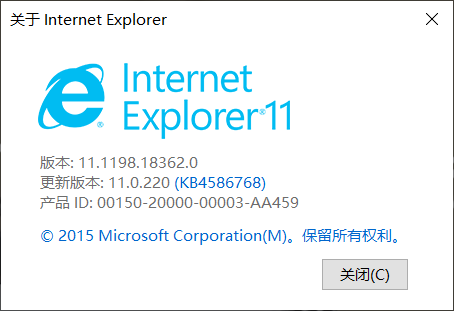 关于 Internet Explorer
Internet
Explorer®11
版本: 11.1198.18362.0
更新版本: 11.0.220 (KB4586768)
产品 ID: 00150-20000-00003-AA459
© 2015 Microsoft Corporation(M)。保留所有权利。
关闭(C)